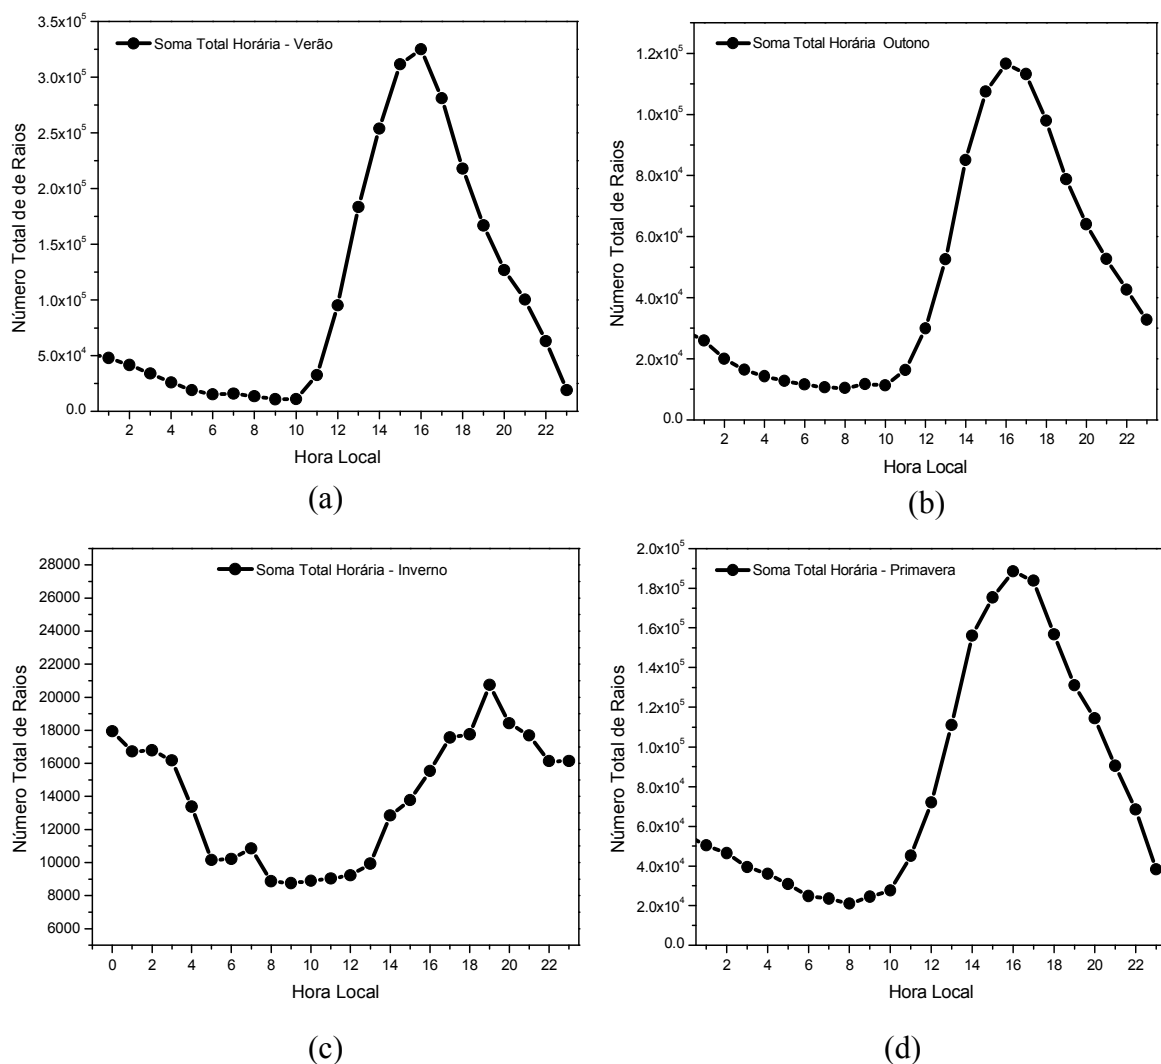 Soma Total Horária - Verão
Número Total de de Raios
3.5x10⁵
3.0x10⁵
2.5x10⁵
2.0x10⁵
1.5x10⁵
1.0x10⁵
5.0x10⁴
0.0
2 4 6 8 10 12 14 16 18 20 22
Hora Local
(a)
Soma Total Horária Outono
Número Total de Raios
1.2x10⁵
1.0x10⁵
8.0x10⁴
6.0x10⁴
4.0x10⁴
2.0x10⁴
0.0
2 4 6 8 10 12 14 16 18 20 22
Hora Local
(b)
Soma Total Horária - Inverno
Número Total de Raios
28000
26000
24000
22000
20000
18000
16000
14000
12000
10000
8000
6000
0 2 4 6 8 10 12 14 16 18 20 22
Hora Local
(c)
Soma Total Horária - Primavera
Número Total de Raios
2.0x10⁵
1.8x10⁵
1.6x10⁵
1.4x10⁵
1.2x10⁵
1.0x10⁵
8.0x10⁴
6.0x10⁴
4.0x10⁴
2.0x10⁴
0.0
2 4 6 8 10 12 14 16 18 20 22
Hora Local
(d)